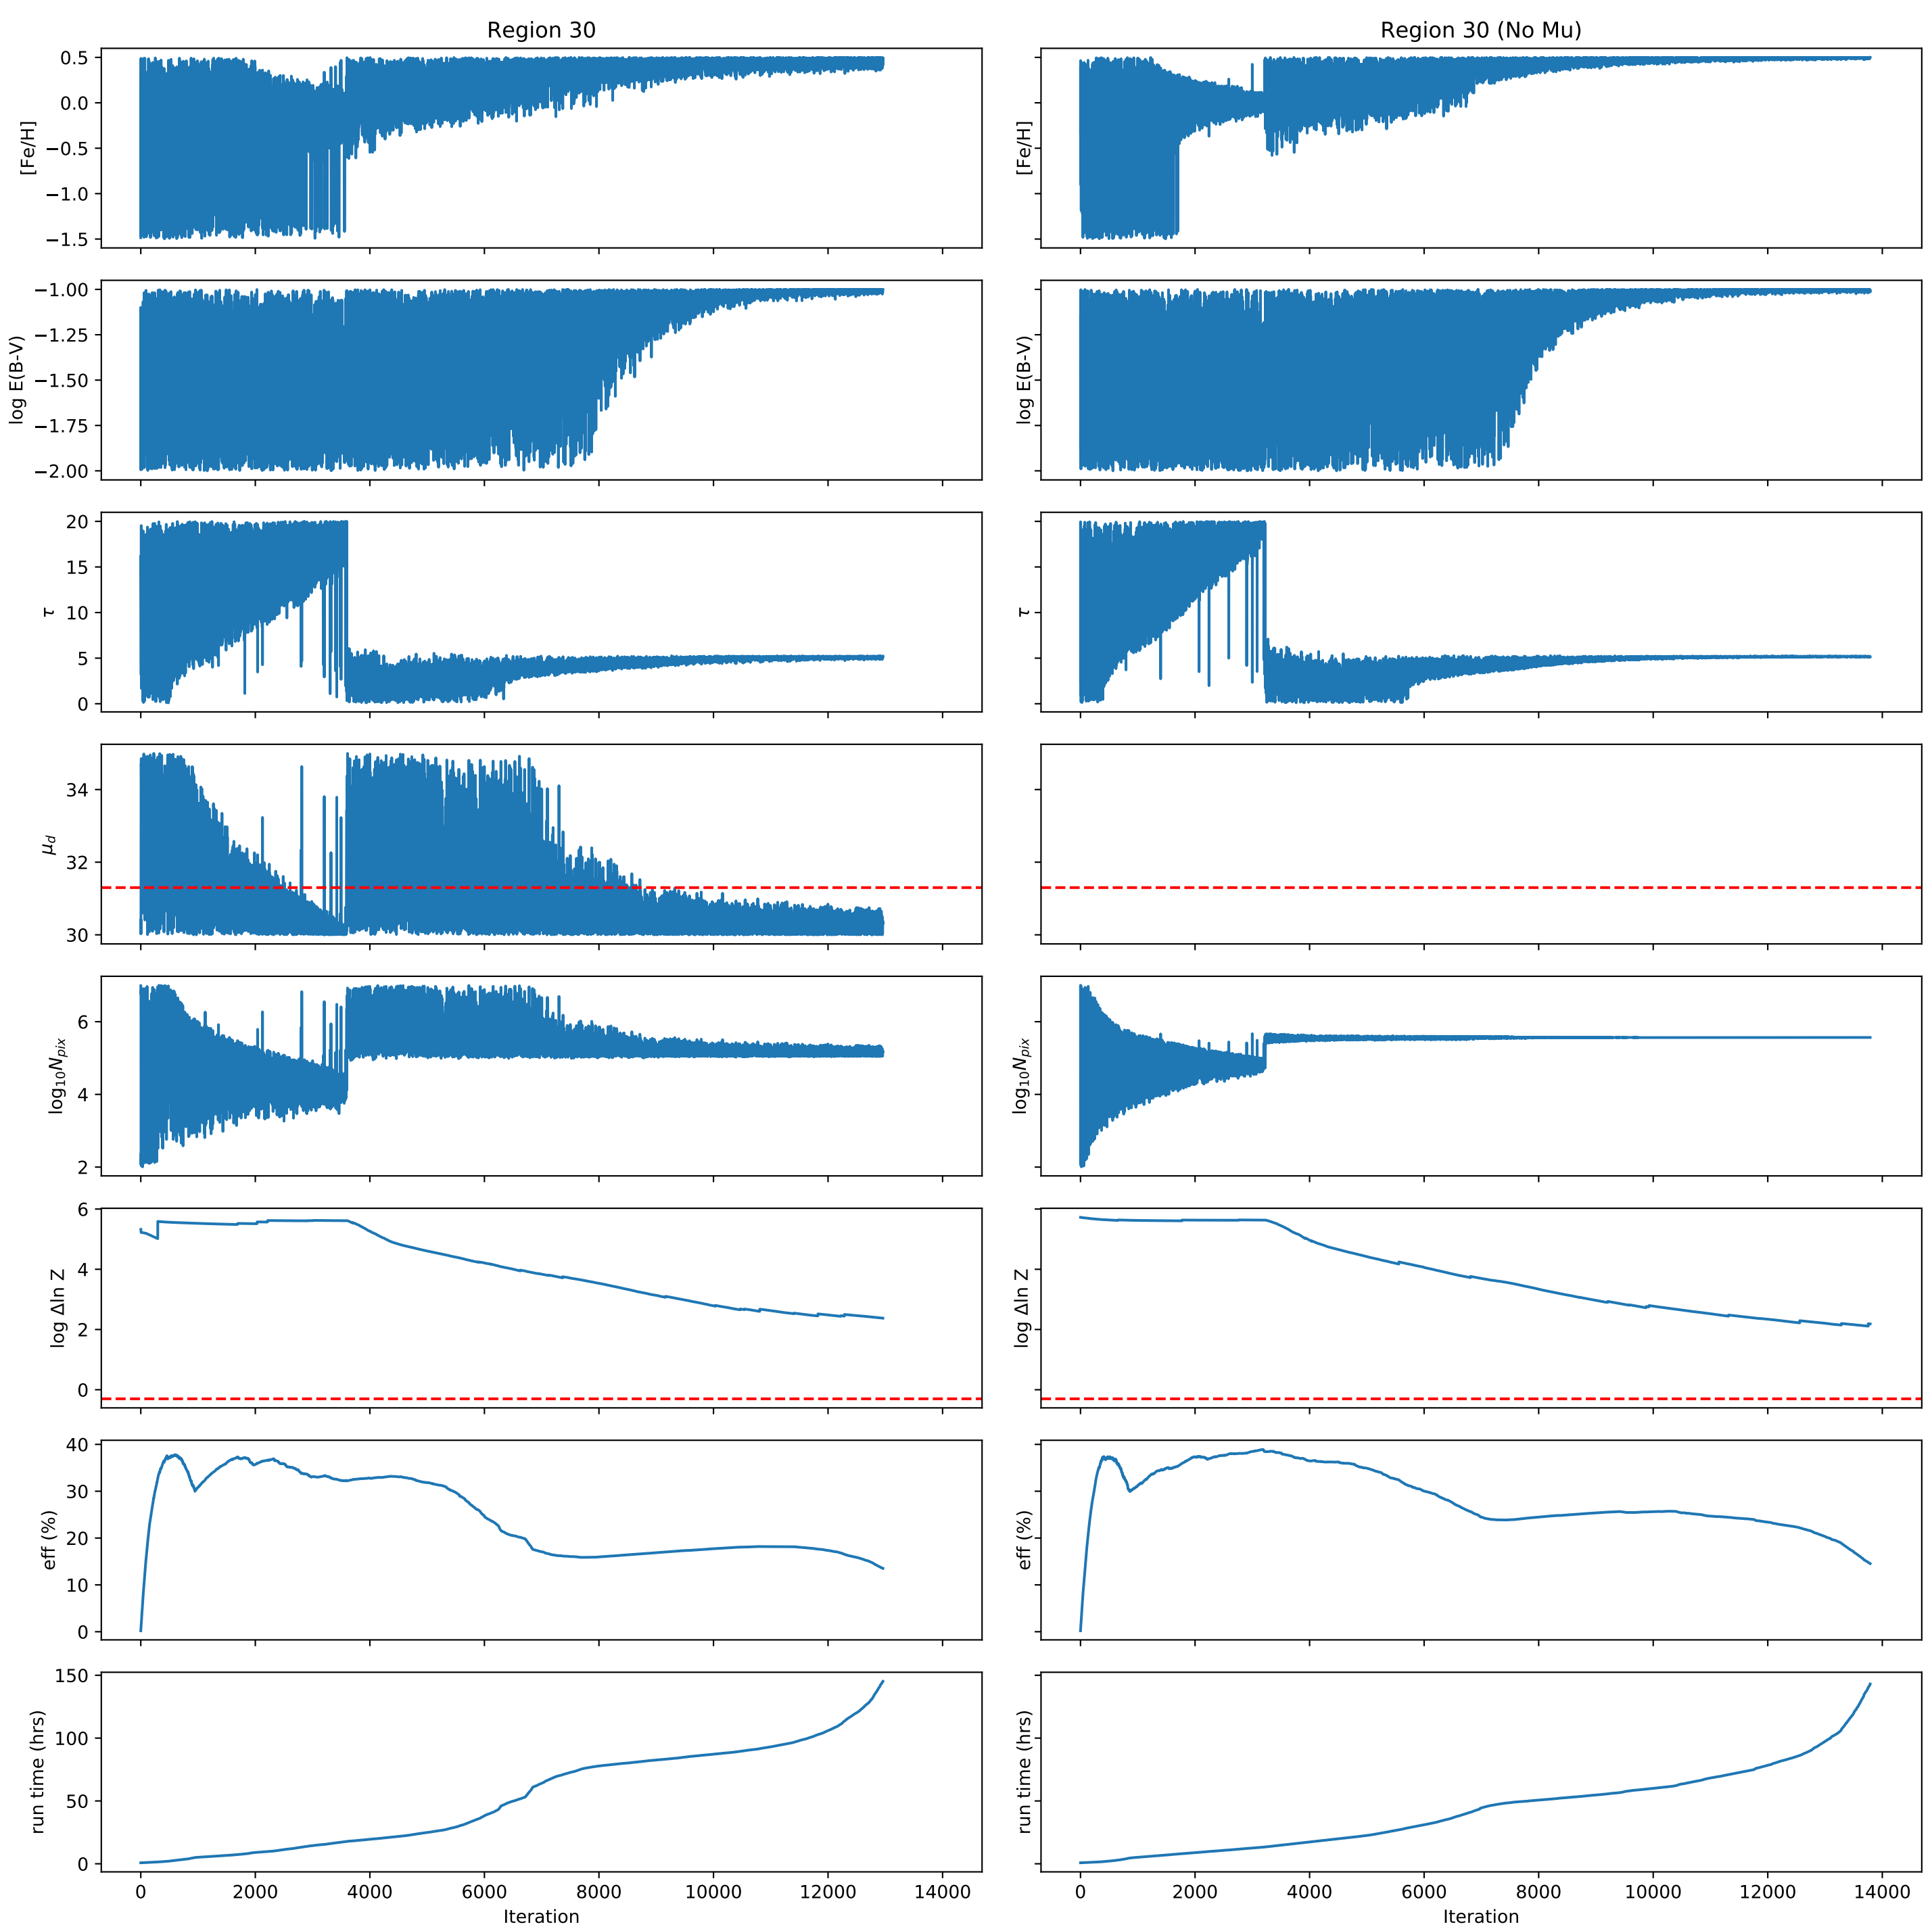 Region 30
Region 30 (No Mu)
[Fe/H]
0.5
0.0
−0.5
−1.0
−1.5
[Fe/H]
log E(B-V)
−1.00
−1.25
−1.50
−1.75
−2.00
log E(B-V)
τ
20
15
10
5
0
τ
μd
34
32
30
log10Npix
6
4
2
log10Npix
log Δln Z
6
4
2
0
log Δln Z
eff (%)
40
30
20
10
0
eff (%)
run time (hrs)
150
100
50
0
run time (hrs)
0 2000 4000 6000 8000 10000 12000 14000
0 2000 4000 6000 8000 10000 12000 14000
Iteration
Iteration